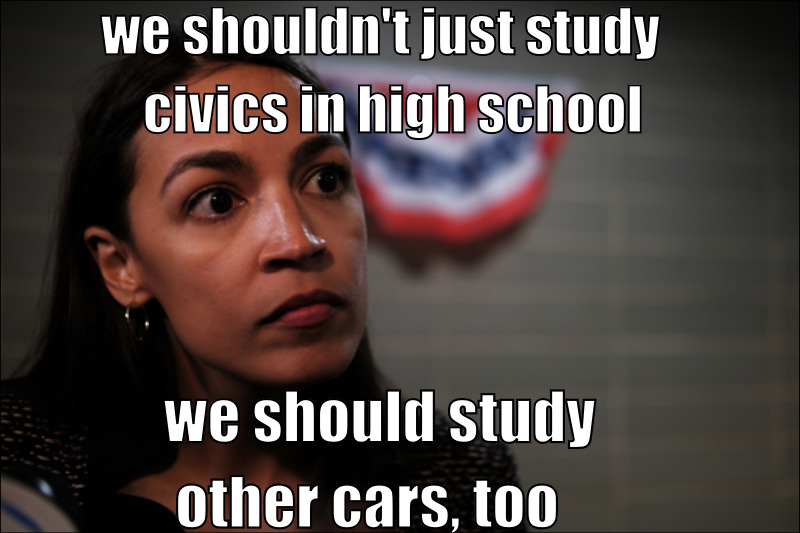 we shouldn't just study
civics in high school
we should study
other cars, too